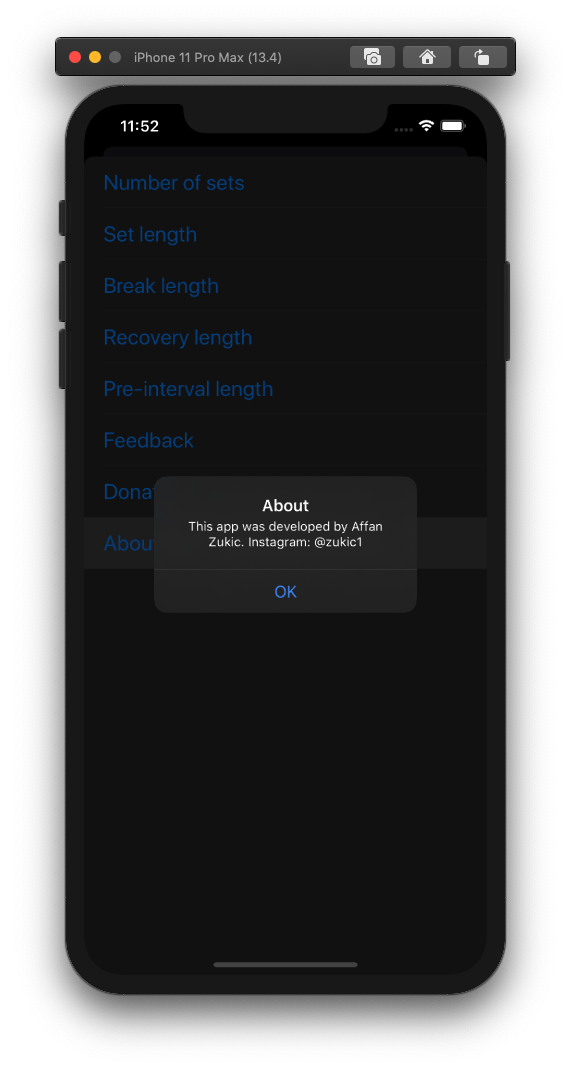 iPhone 11 Pro Max (13.4)
11:52
Number of sets
Set length
Break length
Recovery length
Pre-interval length
Feedback
Dona
Abou
About
This app was developed by Affan
Zukic. Instagram: @zukic1
OK